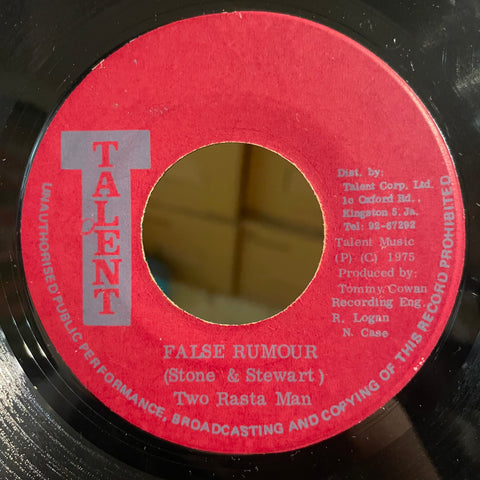 TALENT
Dist. by:
Talent Corp. Ltd.
1c Oxford Rd.,
Kingston 5. Ja.
Tel: 92-67292
Talent Music
(P) (C) 1975
Produced by:
Tommy Cowan
Recording Eng.
R. Logan
N. Case
FALSE RUMOUR
(Stone & Stewart)
Two Rasta Man
UNAUTHORISED PUBLIC PERFORMANCE, BROADCASTING AND COPYING OF THIS RECORD PROHIBITED